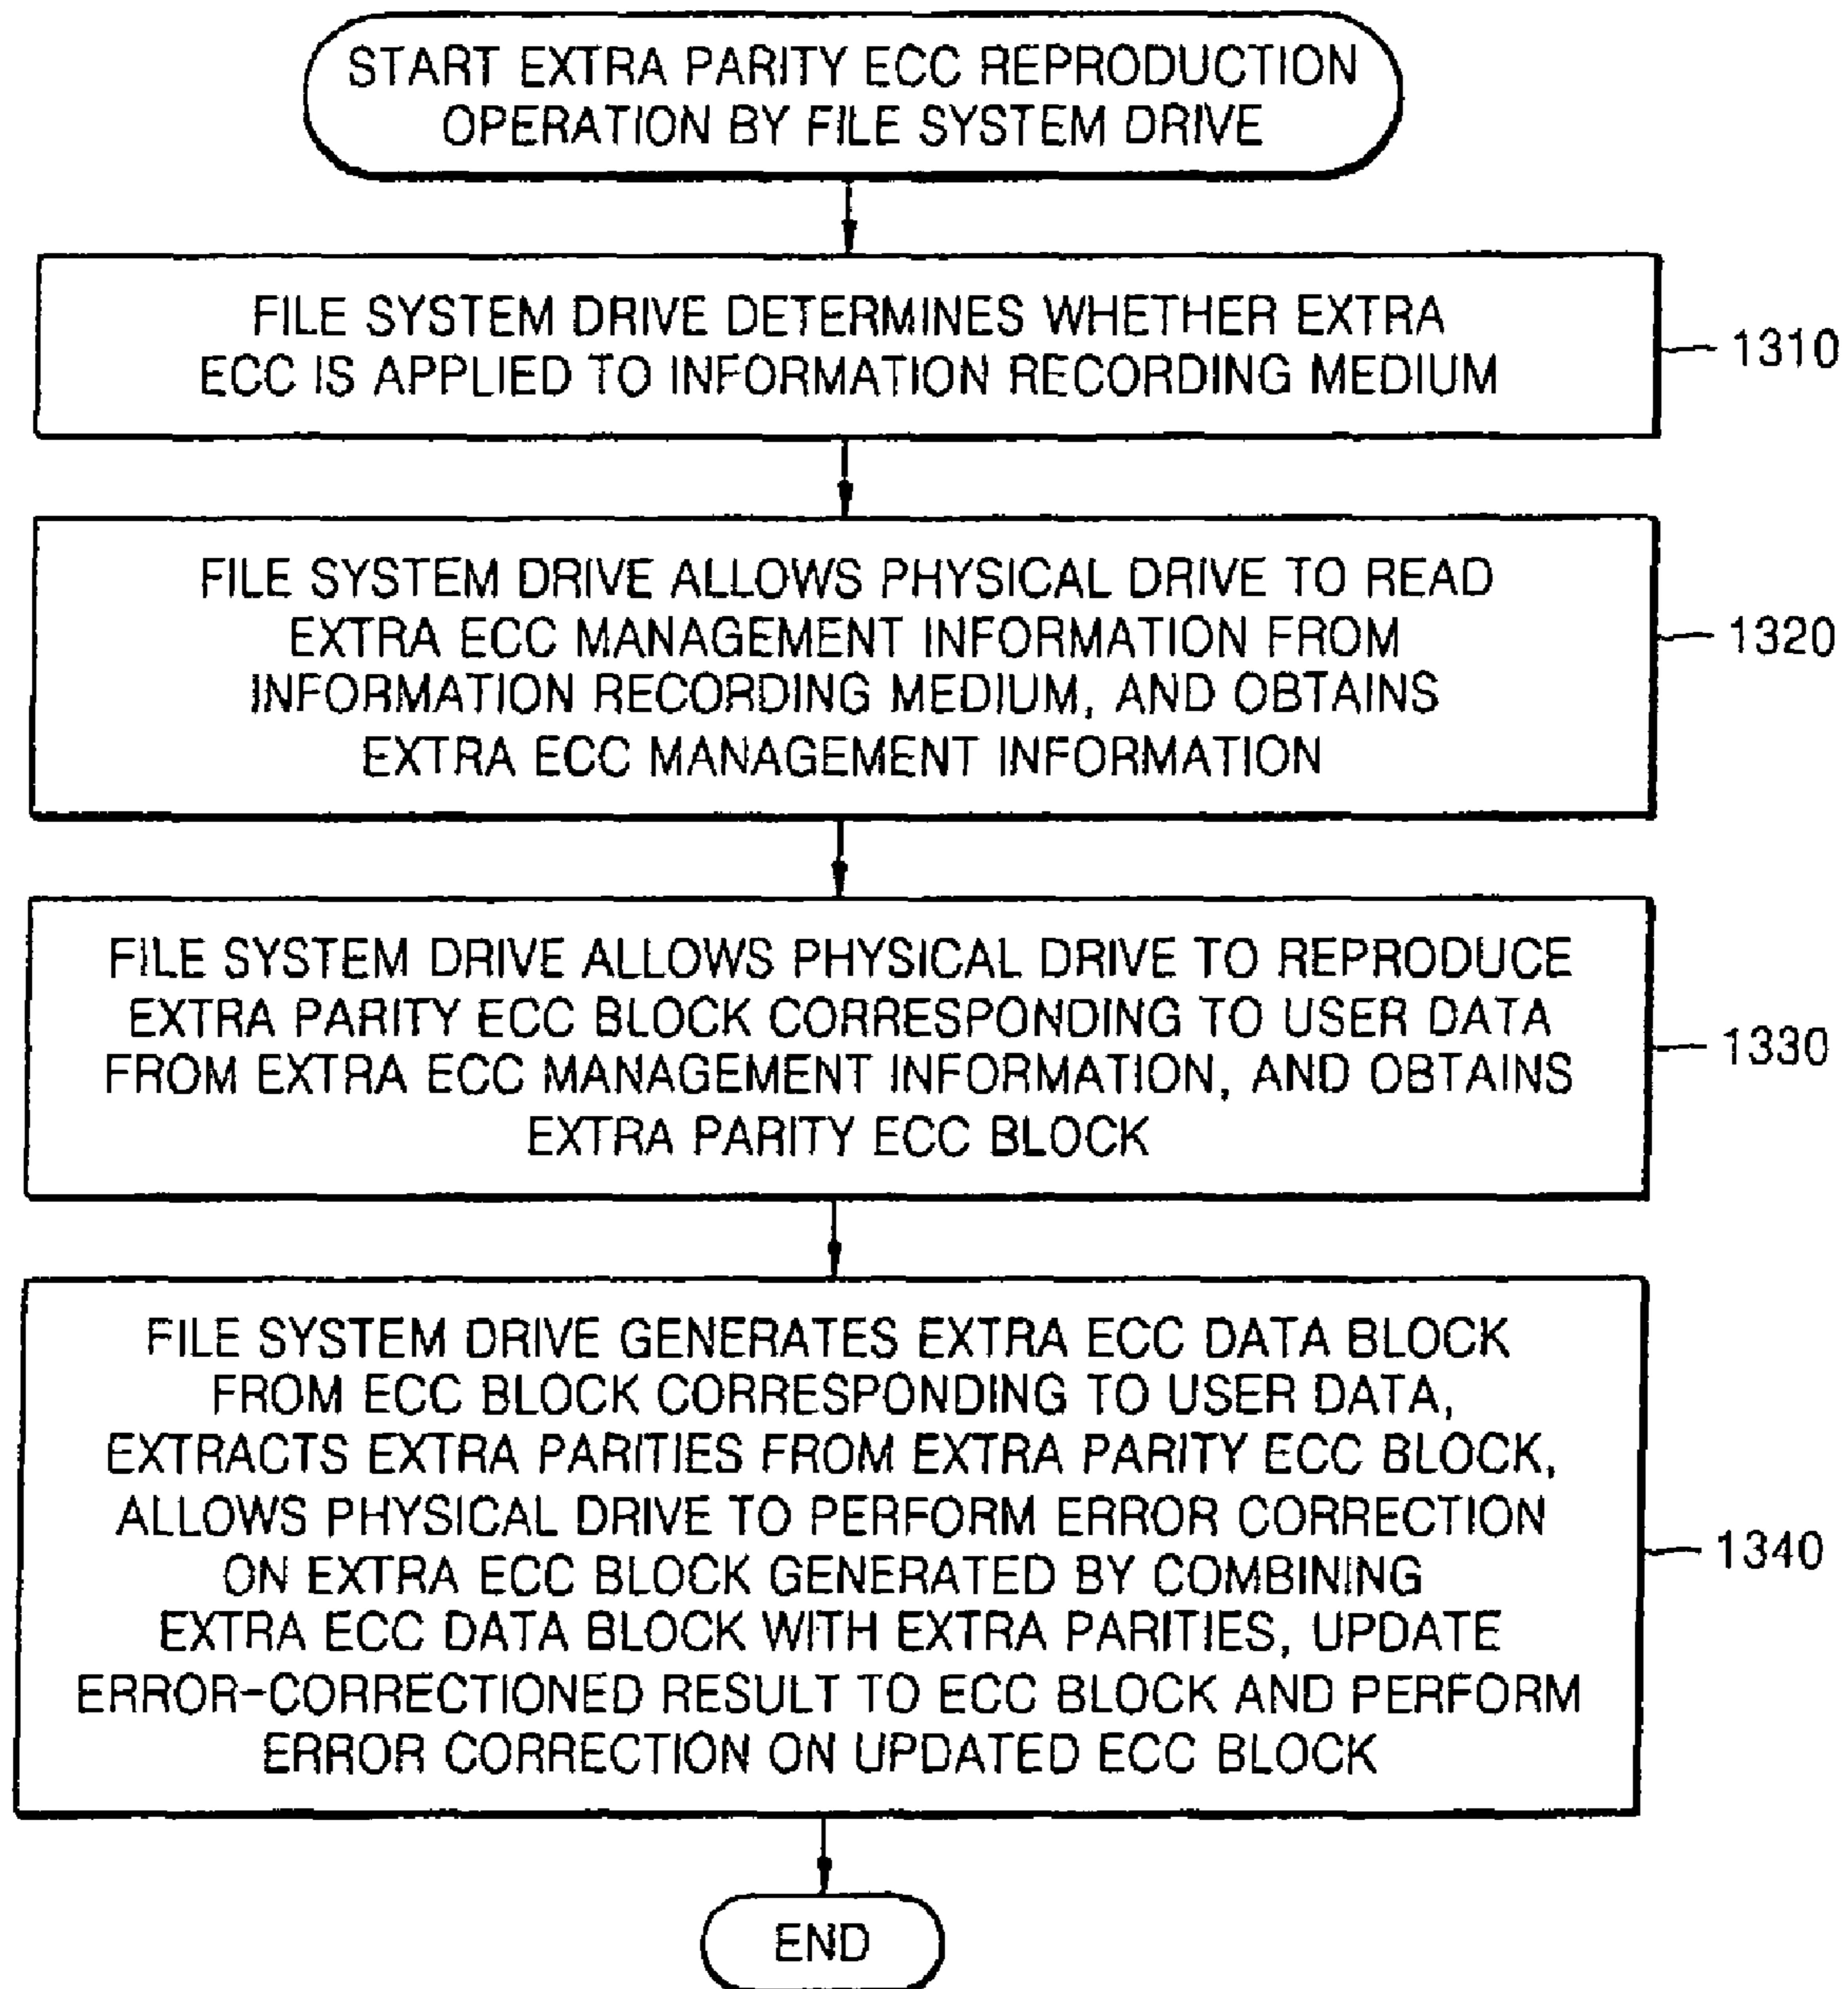 START EXTRA PARITY ECC REPRODUCTION
OPERATION BY FILE SYSTEM DRIVE
FILE SYSTEM DRIVE DETERMINES WHETHER EXTRA
ECC IS APPLIED TO INFORMATION RECORDING MEDIUM
1310
FILE SYSTEM DRIVE ALLOWS PHYSICAL DRIVE TO READ
EXTRA ECC MANAGEMENT INFORMATION FROM
INFORMATION RECORDING MEDIUM, AND OBTAINS
EXTRA ECC MANAGEMENT INFORMATION
1320
FILE SYSTEM DRIVE ALLOWS PHYSICAL DRIVE TO REPRODUCE
EXTRA PARITY ECC BLOCK CORRESPONDING TO USER DATA
FROM EXTRA ECC MANAGEMENT INFORMATION, AND OBTAINS
EXTRA PARITY ECC BLOCK
1330
FILE SYSTEM DRIVE GENERATES EXTRA ECC DATA BLOCK
FROM ECC BLOCK CORRESPONDING TO USER DATA,
EXTRACTS EXTRA PARITIES FROM EXTRA PARITY ECC BLOCK,
ALLOWS PHYSICAL DRIVE TO PERFORM ERROR CORRECTION
ON EXTRA ECC BLOCK GENERATED BY COMBINING
EXTRA ECC DATA BLOCK WITH EXTRA PARITIES, UPDATE
ERROR-CORRECTIONED RESULT TO ECC BLOCK AND PERFORM
ERROR CORRECTION ON UPDATED ECC BLOCK
1340
END